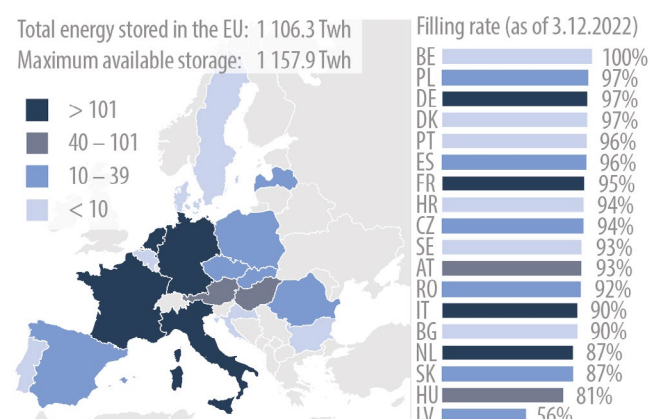 Total energy stored in the EU: 1 106.3 Twh
Maximum available storage: 1 157.9 Twh
> 101
40 – 101
10 – 39
< 10
Filling rate (as of 3.12.2022)
BE 100%
PL 97%
DE 97%
DK 97%
PT 96%
ES 96%
FR 95%
HR 94%
CZ 94%
SE 93%
AT 93%
RO 92%
IT 90%
BG 90%
NL 87%
SK 87%
HU 81%
LV 56%